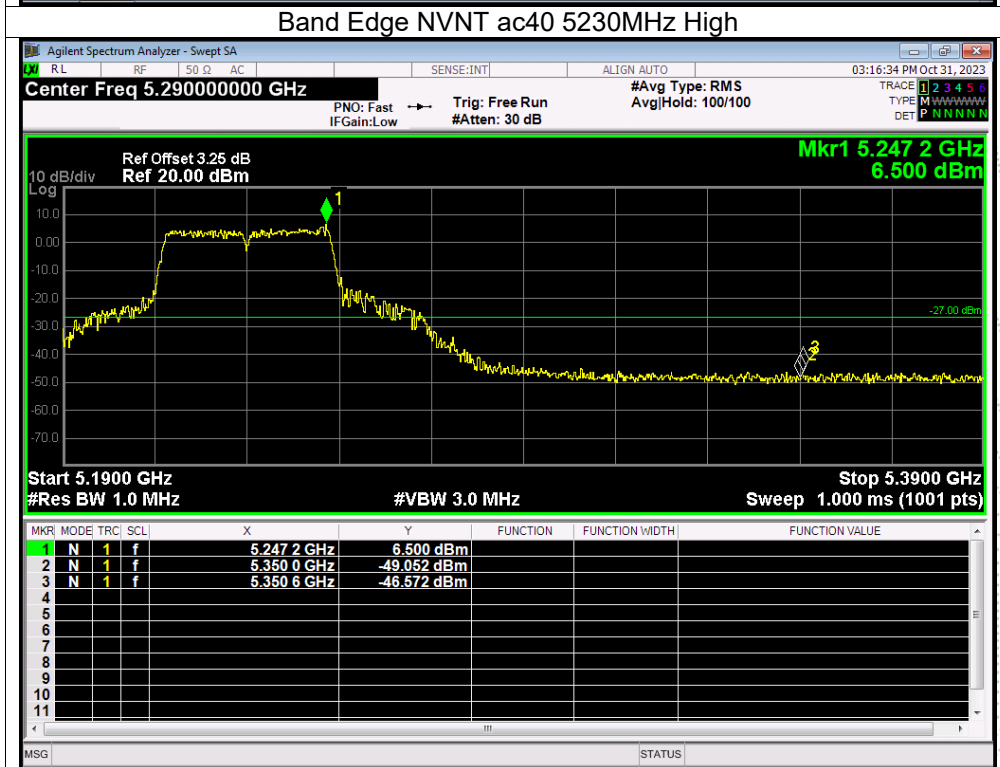 Band Edge NVNT ac40 5230MHz High
Agilent Spectrum Analyzer - Swept SA
LXI RL RF 50 Ω AC SENSE:INT ALIGN AUTO 03:16:34 PM Oct 31, 2023
Center Freq 5.290000000 GHz #Avg Type: RMS TRACE 1 2 3 4 5 6
PNO: Fast Trig: Free Run Avg|Hold: 100/100 TYPE M WWWWW
IFGain:Low #Atten: 30 dB DET P N N N N N
Mkr1 5.247 2 GHz
Ref Offset 3.25 dB
10 dB/div Ref 20.00 dBm 6.500 dBm
Log
1
10.0
0.00
-10.0
-20.0
-27.00 dBm
-30.0
3
-40.0
2
-50.0
-60.0
-70.0
Start 5.1900 GHz Stop 5.3900 GHz
#Res BW 1.0 MHz #VBW 3.0 MHz Sweep 1.000 ms (1001 pts)
MKR MODE TRC SCL X Y FUNCTION FUNCTION WIDTH FUNCTION VALUE
1 N 1 f 5.247 2 GHz 6.500 dBm
2 N 1 f 5.350 0 GHz -49.052 dBm
3 N 1 f 5.350 6 GHz -46.572 dBm
4
5
6
7
8
9
10
11
MSG STATUS